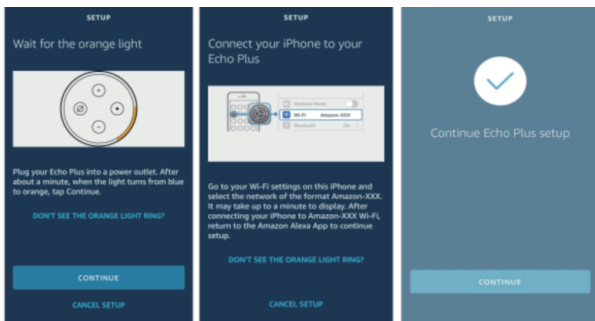 SETUP
Wait for the orange light
Plug your Echo Plus into a power outlet. After
about a minute, when the light turns from blue
to orange, tap Continue.
DON'T SEE THE ORANGE LIGHT RING?
CONTINUE
CANCEL SETUP
SETUP
Connect your iPhone to your
Echo Plus
Airplane Mode
Wi-Fi Amazon-XXX
Bluetooth On
Go to your Wi-Fi settings on this iPhone and
select the network of the format Amazon-XXX.
It may take up to a minute to display. After
connecting your iPhone to Amazon-XXX Wi-Fi,
return to the Amazon Alexa App to continue
setup.
DON'T SEE THE ORANGE LIGHT RING?
CANCEL SETUP
SETUP
Continue Echo Plus setup
CONTINUE